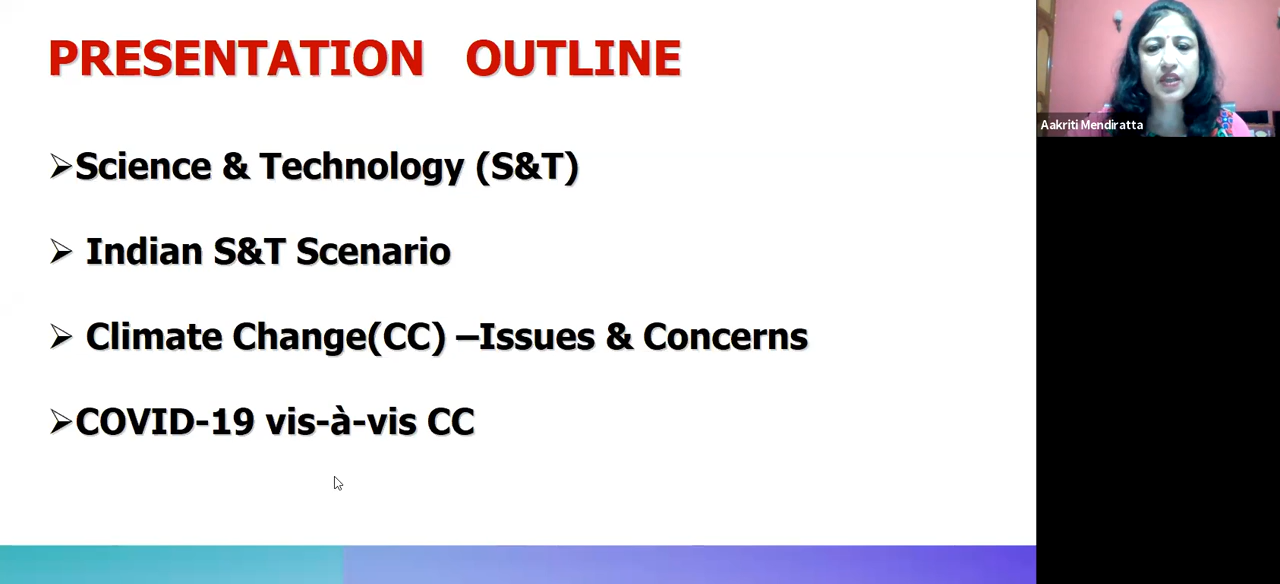 PRESENTATION OUTLINE
Science & Technology (S&T)
Indian S&T Scenario
Climate Change(CC) –Issues & Concerns
COVID-19 vis-à-vis CC
Aakriti Mendiratta